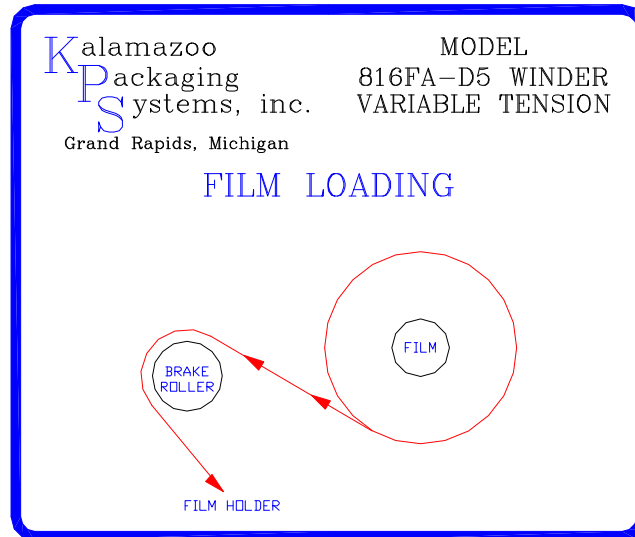 Kalamazoo
Packaging
Systems, inc.
Grand Rapids, Michigan
MODEL
816FA-D5 WINDER
VARIABLE TENSION
FILM LOADING
FILM
BRAKE
ROLLER
FILM HOLDER